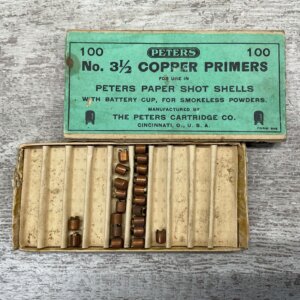 100 PETERS 100
No. 3½ COPPER PRIMERS
FOR USE IN
PETERS PAPER SHOT SHELLS
WITH BATTERY CUP, FOR SMOKELESS POWDERS.
MANUFACTURED BY
THE PETERS CARTRIDGE CO.
CINCINNATI, O., U. S. A.